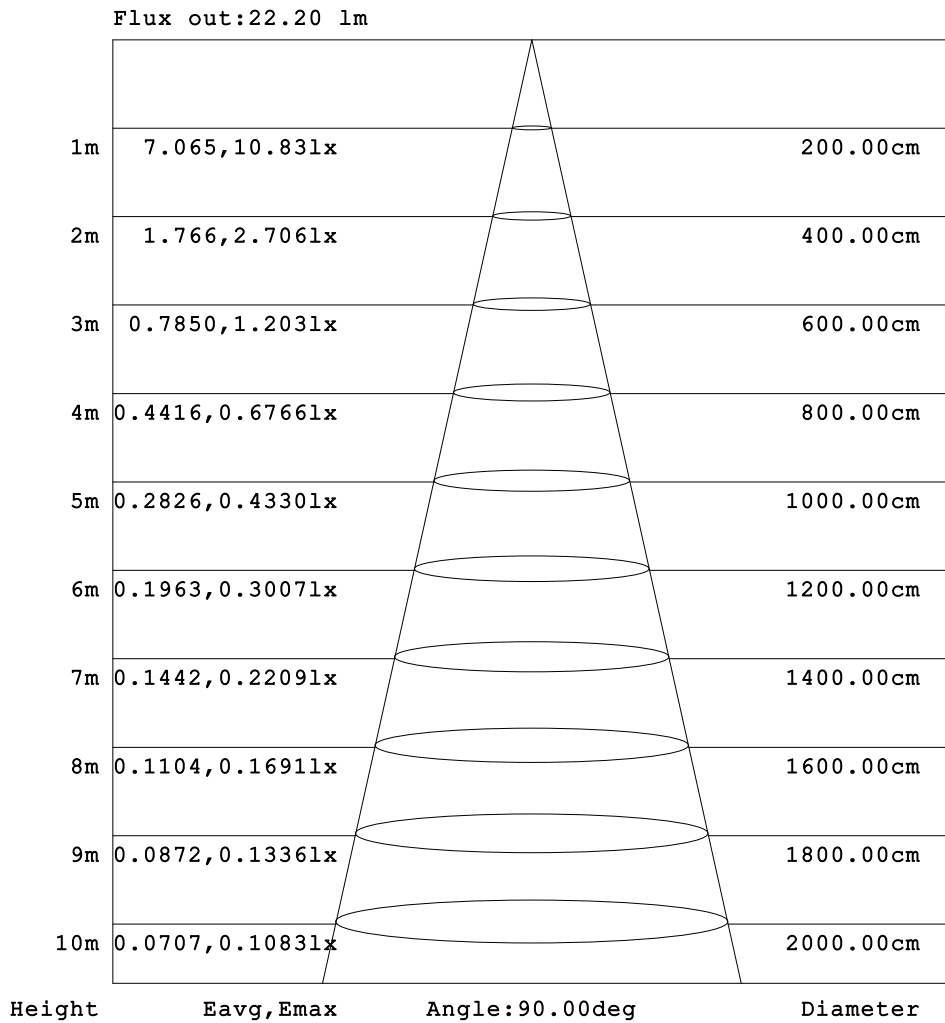 Flux out:22.20 lm
1m 7.065,10.83lx 200.00cm
2m 1.766,2.706lx 400.00cm
3m 0.7850,1.203lx 600.00cm
4m 0.4416,0.6766lx 800.00cm
5m 0.2826,0.4330lx 1000.00cm
6m 0.1963,0.3007lx 1200.00cm
7m 0.1442,0.2209lx 1400.00cm
8m 0.1104,0.1691lx 1600.00cm
9m 0.0872,0.1336lx 1800.00cm
10m 0.0707,0.1083lx 2000.00cm
Height Eavg,Emax Angle:90.00deg Diameter